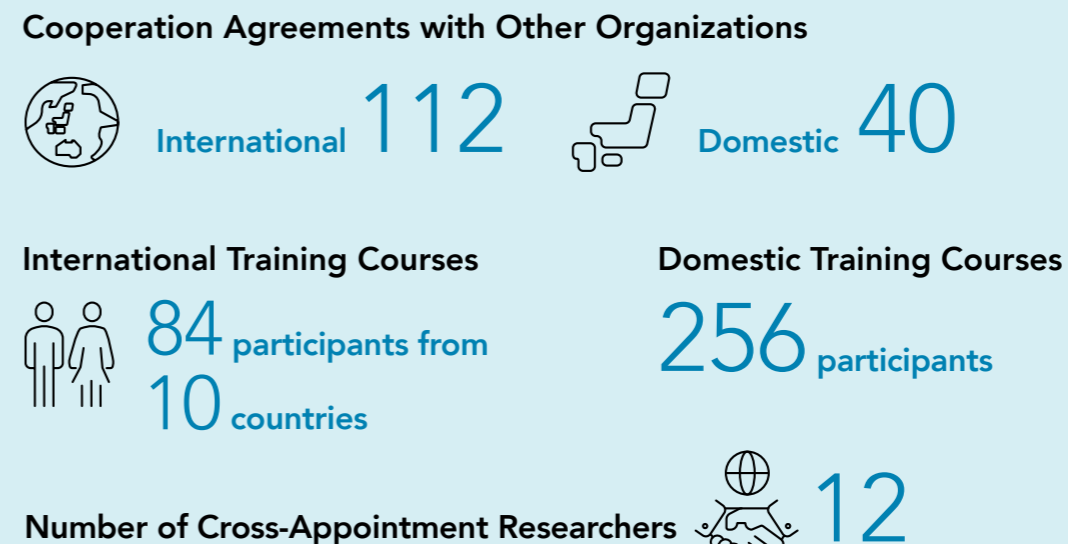 Cooperation Agreements with Other Organizations
International 112
Domestic 40
International Training Courses
84 participants from
10 countries
Domestic Training Courses
256 participants
Number of Cross-Appointment Researchers 12